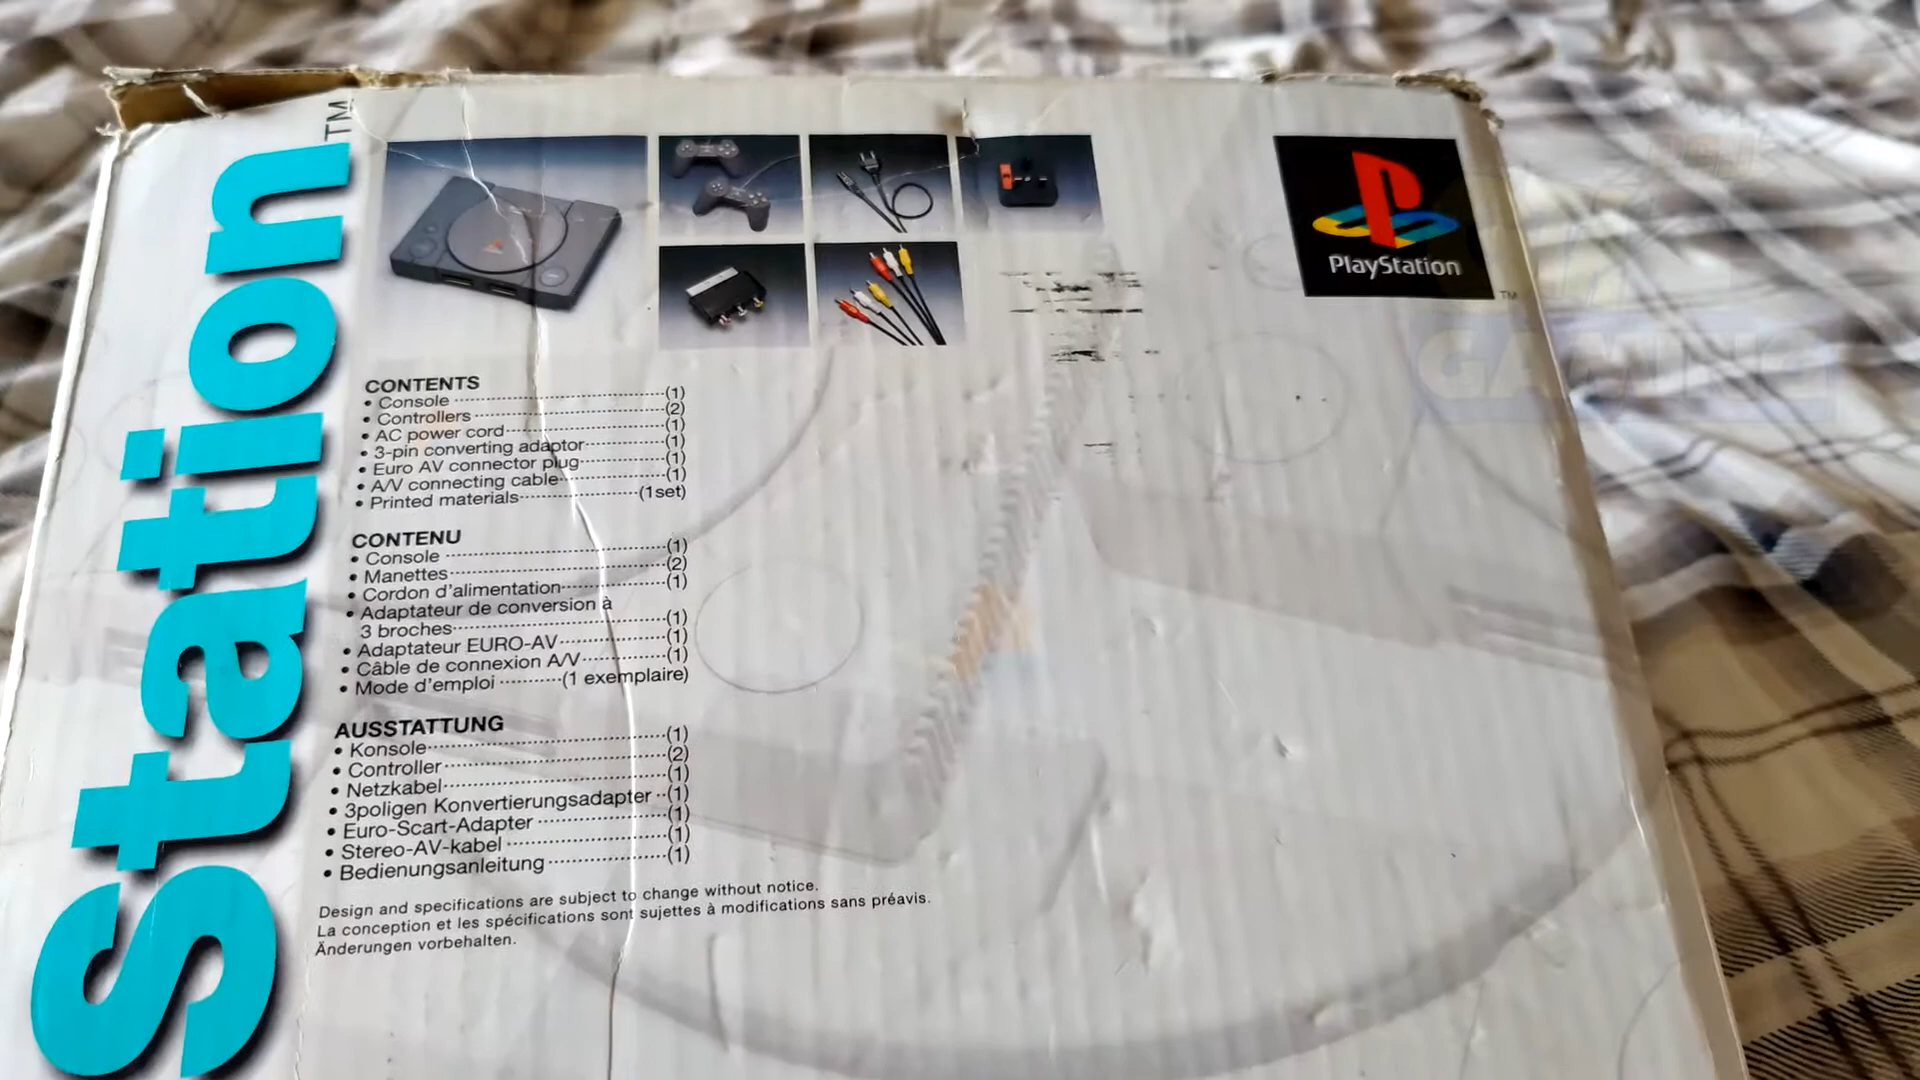 Station™
PlayStation
TM
CONTENTS
• Console (1)
• Controllers (2)
• AC power cord (1)
• 3-pin converting adaptor (1)
• Euro AV connector plug (1)
• A/V connecting cable (1)
• Printed materials (1set)
CONTENU
• Console (1)
• Manettes (2)
• Cordon d'alimentation (1)
• Adaptateur de conversion à
3 broches (1)
• Adaptateur EURO-AV (1)
• Câble de connexion A/V (1)
• Mode d'emploi (1 exemplaire)
AUSSTATTUNG
• Konsole (1)
• Controller (2)
• Netzkabel (1)
• 3poligen Konvertierungsadapter (1)
• Euro-Scart-Adapter (1)
• Stereo-AV-kabel (1)
• Bedienungsanleitung (1)
Design and specifications are subject to change without notice.
La conception et les spécifications sont sujettes à modifications sans préavis.
Änderungen vorbehalten.
GAMING